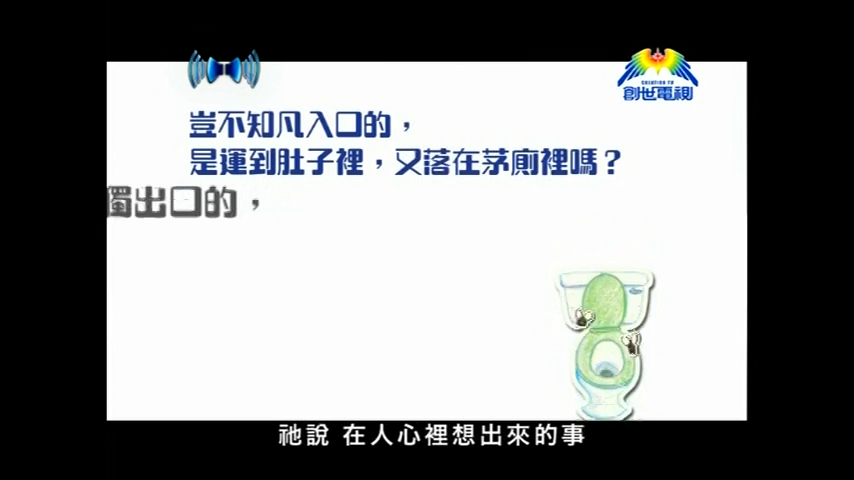 CREATION TV
創世電視
豈不知凡入口的，
是運到肚子裡，又落在茅廁裡嗎？
獨出口的，
祂說 在人心裡想出來的事